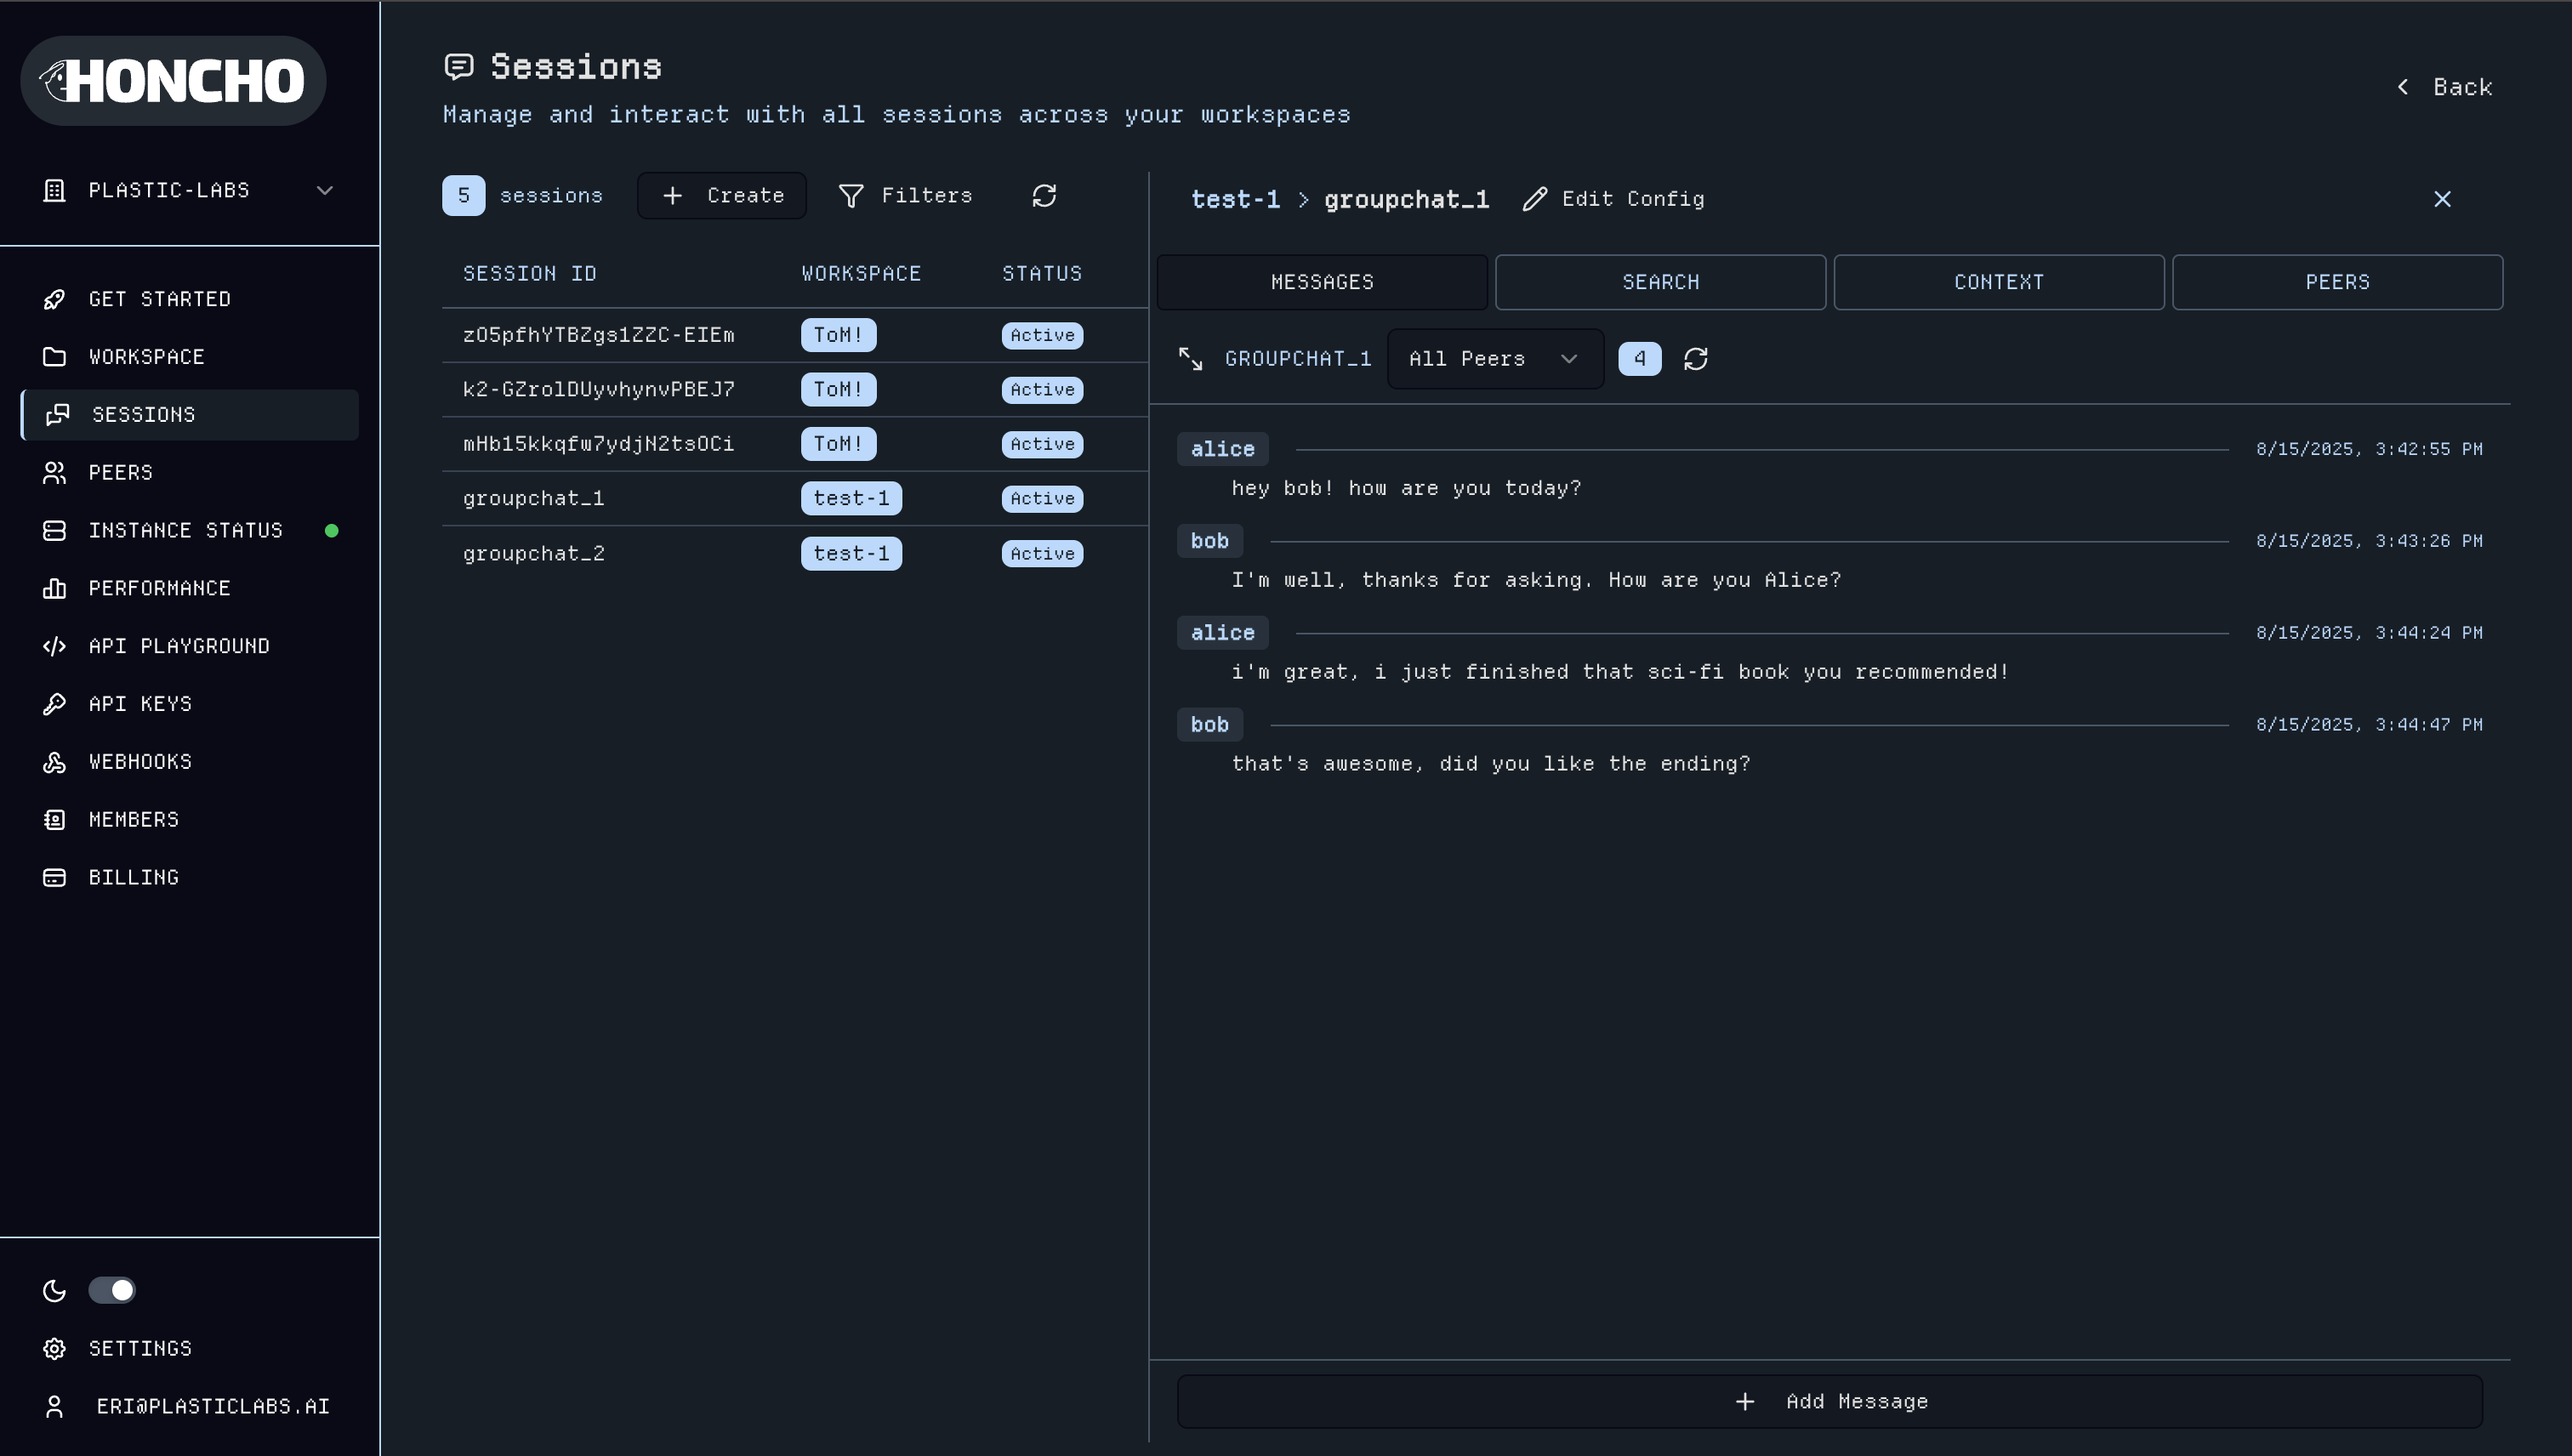 HONCHO
PLASTIC-LABS
GET STARTED
WORKSPACE
SESSIONS
PEERS
INSTANCE STATUS
PERFORMANCE
API PLAYGROUND
API KEYS
WEBHOOKS
MEMBERS
BILLING
SETTINGS
ERI@PLASTICLABS.AI
Sessions
Manage and interact with all sessions across your workspaces
Back
5 sessions Create Filters
SESSION ID WORKSPACE STATUS
zO5pfhYTBZgs1ZZC-EIEm ToM! Active
k2-GZrolDUyvhynvPBEJ7 ToM! Active
mHb15kkqfw7ydjN2tsOCi ToM! Active
groupchat_1 test-1 Active
groupchat_2 test-1 Active
test-1 > groupchat_1 Edit Config
MESSAGES SEARCH CONTEXT PEERS
GROUPCHAT_1 All Peers 4
alice 8/15/2025, 3:42:55 PM
hey bob! how are you today?
bob 8/15/2025, 3:43:26 PM
I'm well, thanks for asking. How are you Alice?
alice 8/15/2025, 3:44:24 PM
i'm great, i just finished that sci-fi book you recommended!
bob 8/15/2025, 3:44:47 PM
that's awesome, did you like the ending?
Add Message